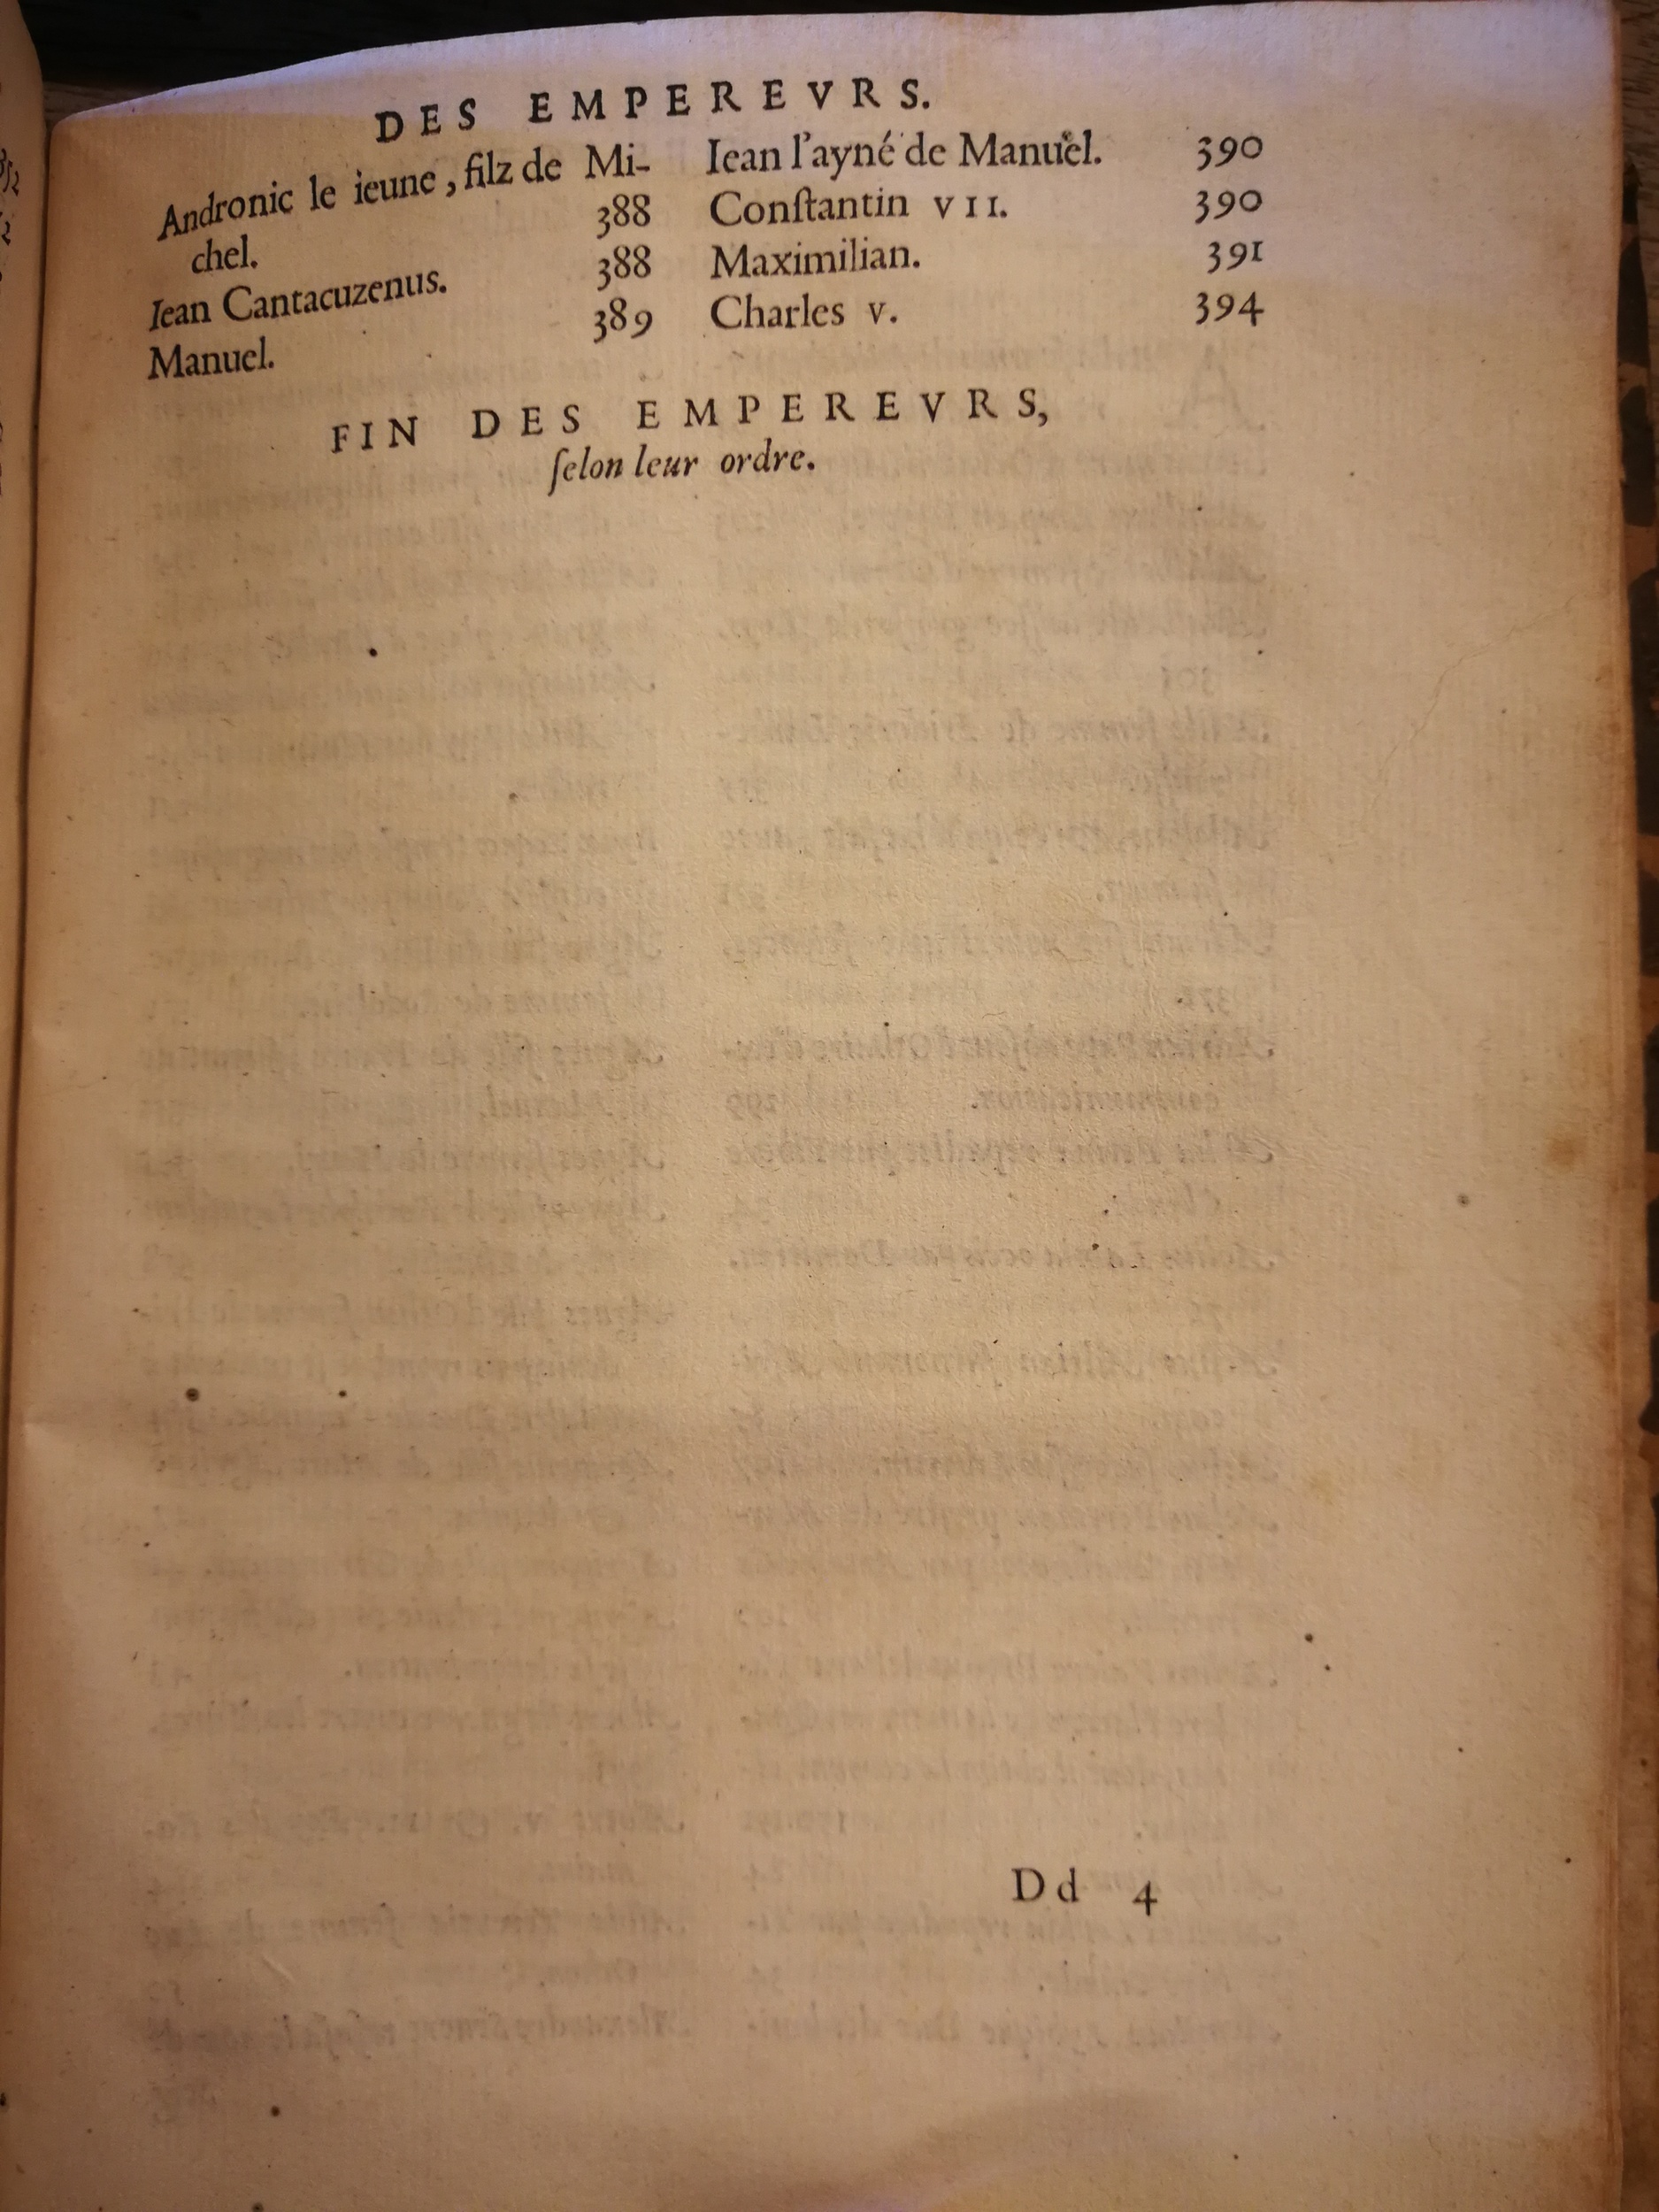 DES EMPEREVRS.
Andronic le ieune, filz de Mi-
chel. 388
Iean Cantacuzenus. 388
Manuel. 389
Iean l'ayné de Manuël. 390
Conſtantin VII. 390
Maximilian. 391
Charles V. 394
FIN DES EMPEREVRS,
ſelon leur ordre.
Dd 4